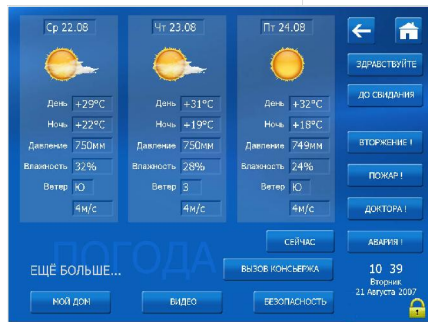 Ср 22.08 Чт 23.08 Пт 24.08
ЗДРАВСТВУЙТЕ
ДО СВИДАНИЯ
День +29°C День +31°C День +32°C
Ночь +22°C Ночь +19°C Ночь +18°C
Давление 750мм Давление 750мм Давление 749мм
ВТОРЖЕНИЕ !
Влажность 32% Влажность 28% Влажность 24%
ПОЖАР !
Ветер Ю Ветер З Ветер Ю
4м/с 4м/с 4м/с
ДОКТОРА !
ПОГОДА
СЕЙЧАС
АВАРИЯ !
ЕЩЁ БОЛЬШЕ...
ВЫЗОВ КОНСЬЕРЖА
10 39
Вторник
21 Августа 2007
МОЙ ДОМ ВИДЕО БЕЗОПАСНОСТЬ